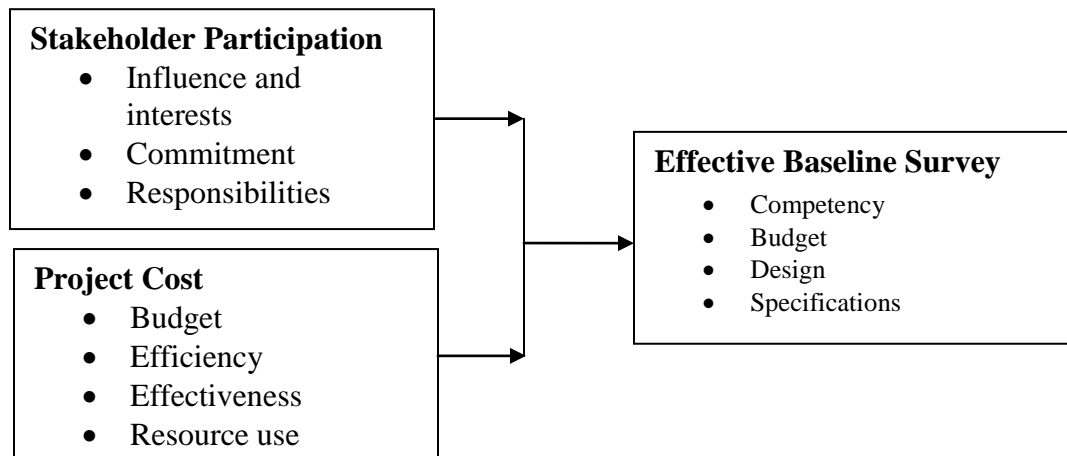 Stakeholder Participation
• Influence and
interests
• Commitment
• Responsibilities
Project Cost
• Budget
• Efficiency
• Effectiveness
• Resource use
Effective Baseline Survey
• Competency
• Budget
• Design
• Specifications